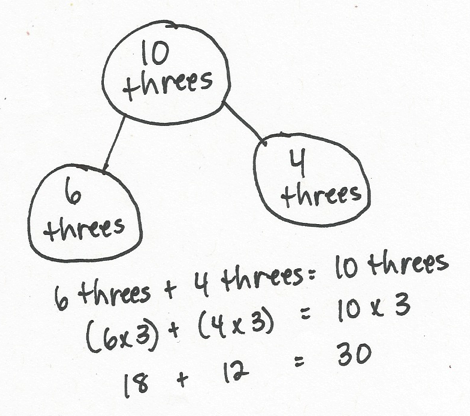 10
threes
6
threes
4
threes
6 threes + 4 threes = 10 threes
(6x3) + (4x3) = 10 x 3
18 + 12 = 30